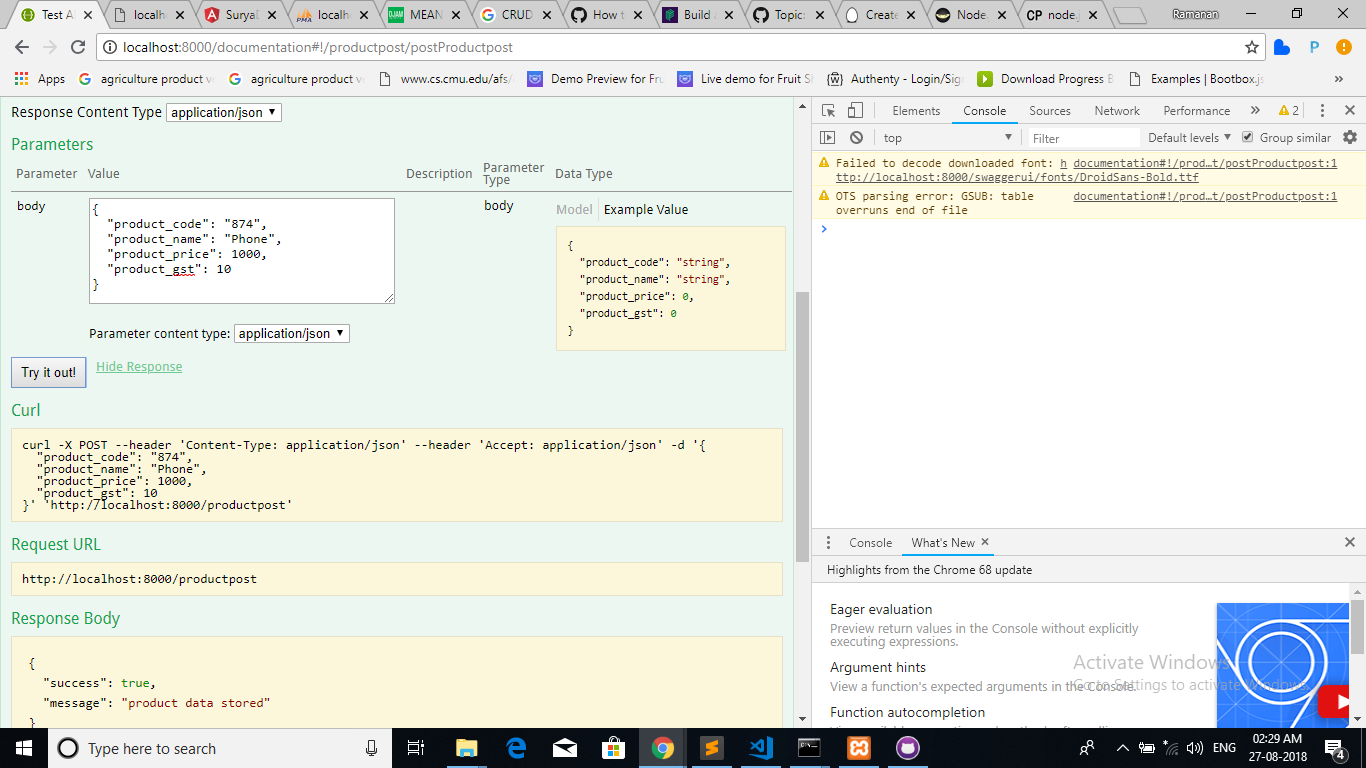 Test A
localh
SuryaD
localh
MEAN
CRUD
How t
Build a
Topic:
Create
Node.
node.j
Ramanan
localhost:8000/documentation#!/productpost/postProductpost
Apps
agriculture product ve
agriculture product ve
www.cs.cmu.edu/afs/
Demo Preview for Fru
Live demo for Fruit S
Authenty - Login/Sig
Download Progress B
Examples | Bootbox.js
»
Response Content Type application/json
Parameters
Parameter Value Description Parameter Type Data Type
body
{
"product_code": "874",
"product_name": "Phone",
"product_price": 1000,
"product_gst": 10
}
body
Model Example Value
{
"product_code": "string",
"product_name": "string",
"product_price": 0,
"product_gst": 0
}
Parameter content type: application/json
Try it out! Hide Response
Curl
curl -X POST --header 'Content-Type: application/json' --header 'Accept: application/json' -d '{
"product_code": "874",
"product_name": "Phone",
"product_price": 1000,
"product_gst": 10
}' 'http://localhost:8000/productpost'
Request URL
http://localhost:8000/productpost
Response Body
{
"success": true,
"message": "product data stored"
}
Elements Console Sources Network Performance » 2
top Filter Default levels Group similar
Failed to decode downloaded font: h documentation#!/prod…t/postProductpost:1
ttp://localhost:8000/swaggerui/fonts/DroidSans-Bold.ttf
OTS parsing error: GSUB: table documentation#!/prod…t/postProductpost:1
overruns end of file
Console What's New
Highlights from the Chrome 68 update
Eager evaluation
Preview return values in the Console without explicitly
executing expressions.
Argument hints
View a function's expected arguments in the Console.
Function autocompletion
Activate Windows
Go to Settings to activate Windows.
Type here to search
ENG
02:29 AM
27-08-2018
4